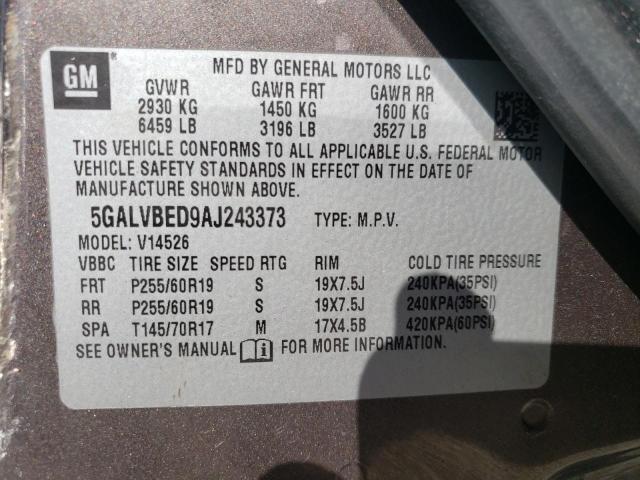 GM
MFD BY GENERAL MOTORS LLC
GVWR GAWR FRT GAWR RR
2930 KG 1450 KG 1600 KG
6459 LB 3196 LB 3527 LB
THIS VEHICLE CONFORMS TO ALL APPLICABLE U.S. FEDERAL MOTOR
VEHICLE SAFETY STANDARDS IN EFFECT ON THE DATE OF
MANUFACTURE SHOWN ABOVE.
5GALVBED9AJ243373 TYPE: M.P.V.
MODEL: V14526
VBBC TIRE SIZE SPEED RTG RIM COLD TIRE PRESSURE
FRT P255/60R19 S 19X7.5J 240KPA(35PSI)
RR P255/60R19 S 19X7.5J 240KPA(35PSI)
SPA T145/70R17 M 17X4.5B 420KPA(60PSI)
SEE OWNER'S MANUAL FOR MORE INFORMATION.